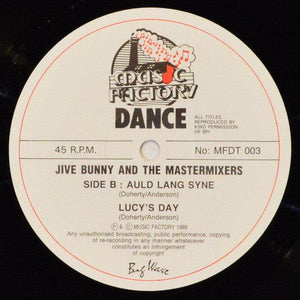 music
FACTORY
DANCE
ALL TITLES
REPRODUCED BY
KIND PERMISSION
OF BPI
45 R.P.M.
No: MFDT 003
JIVE BUNNY AND THE MASTERMIXERS
SIDE B : AULD LANG SYNE
(Doherty/Anderson)
LUCY'S DAY
(Doherty/Anderson)
℗ & © MUSIC FACTORY 1989
Any unauthorised broadcasting, public performance, copying
of re-recording in any manner whatsoever
constitutes an infringement
of copyright
Big Wave